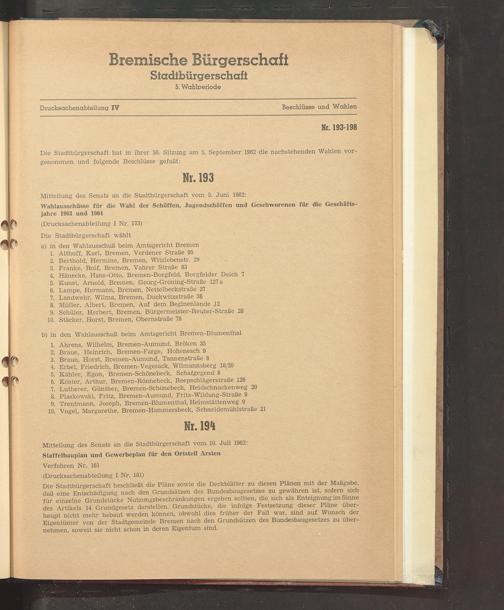 Bremische Bürgerschaft
Stadtbürgerschaft
5. Wahlperiode
Drucksachenabteilung IV Beschlüsse und Wahlen
Nr. 193-198
Die Stadtbürgerschaft hat in ihrer 36. Sitzung am 5. September 1962 die nachstehenden Wahlen vor-
genommen und folgende Beschlüsse gefaßt:
Nr. 193
Mitteilung des Senats an die Stadtbürgerschaft vom 5. Juni 1962:
Wahlausschüsse für die Wahl der Schöffen, Jugendschöffen und Geschworenen für die Geschäfts-
jahre 1963 und 1964
(Drucksachenabteilung I Nr. 173)
Die Stadtbürgerschaft wählt
a) in den Wahlausschuß beim Amtsgericht Bremen
1. Althoff, Karl, Bremen, Verdener Straße 95
2. Berthold, Hermine, Bremen, Witzlebenstr. 29
3. Franke, Rolf, Bremen, Vahrer Straße 83
4. Hänecke, Hans-Otto, Bremen-Borgfeld, Borgfelder Deich 7
5. Kunst, Arnold, Bremen, Georg-Gröning-Straße 127 a
6. Lampe, Hermann, Bremen, Nettelbeckstraße 27
7. Landwehr, Wilma, Bremen, Duckwitzstraße 36
8. Müller, Albert, Bremen, Auf dem Beginenlande 12
9. Schüler, Herbert, Bremen, Bürgermeister-Reuter-Straße 28
10. Stäcker, Horst, Bremen, Obernstraße 78
b) in den Wahlausschuß beim Amtsgericht Bremen-Blumenthal
1. Ahrens, Wilhelm, Bremen-Aumund, Bröken 35
2. Braue, Heinrich, Bremen-Farge, Hohenesch 9
3. Braun, Horst, Bremen-Aumund, Tannenstraße 8
4. Erbel, Friedrich, Bremen-Vegesack, Wilmannsberg 18/20
5. Kähler, Egon, Bremen-Schönebeck, Schafgegend 8
6. Köster, Arthur, Bremen-Rönnebeck, Reepschlägerstraße 128
7. Lutherer, Günther, Bremen-Schönebeck, Heidschnuckenweg 20
8. Piaskowski, Fritz, Bremen-Aumund, Fritz-Wildung-Straße 9
9. Trentmann, Joseph, Bremen-Blumenthal, Heimstättenweg 9
10. Vogel, Margarethe, Bremen-Hammersbeck, Schneidemühlstraße 21
Nr. 194
Mitteilung des Senats an die Stadtbürgerschaft vom 10. Juli 1962:
Staffelbauplan und Gewerbeplan für den Ortsteil Arsten
Verfahren Nr. 161
(Drucksachenabteilung I Nr. 181)
Die Stadtbürgerschaft beschließt die Pläne sowie die Deckblätter zu diesen Plänen mit der Maßgabe,
daß eine Entschädigung nach den Grundsätzen des Bundesbaugesetzes zu gewähren ist, sofern sich
für einzelne Grundstücke Nutzungsbeschränkungen ergeben sollten, die sich als Enteignung im Sinne
des Artikels 14 Grundgesetz darstellen. Grundstücke, die infolge Festsetzung dieser Pläne über-
haupt nicht mehr bebaut werden können, obwohl dies früher der Fall war, sind auf Wunsch der
Eigentümer von der Stadtgemeinde Bremen nach den Grundsätzen des Bundesbaugesetzes zu über-
nehmen, soweit sie nicht schon in deren Eigentum sind.